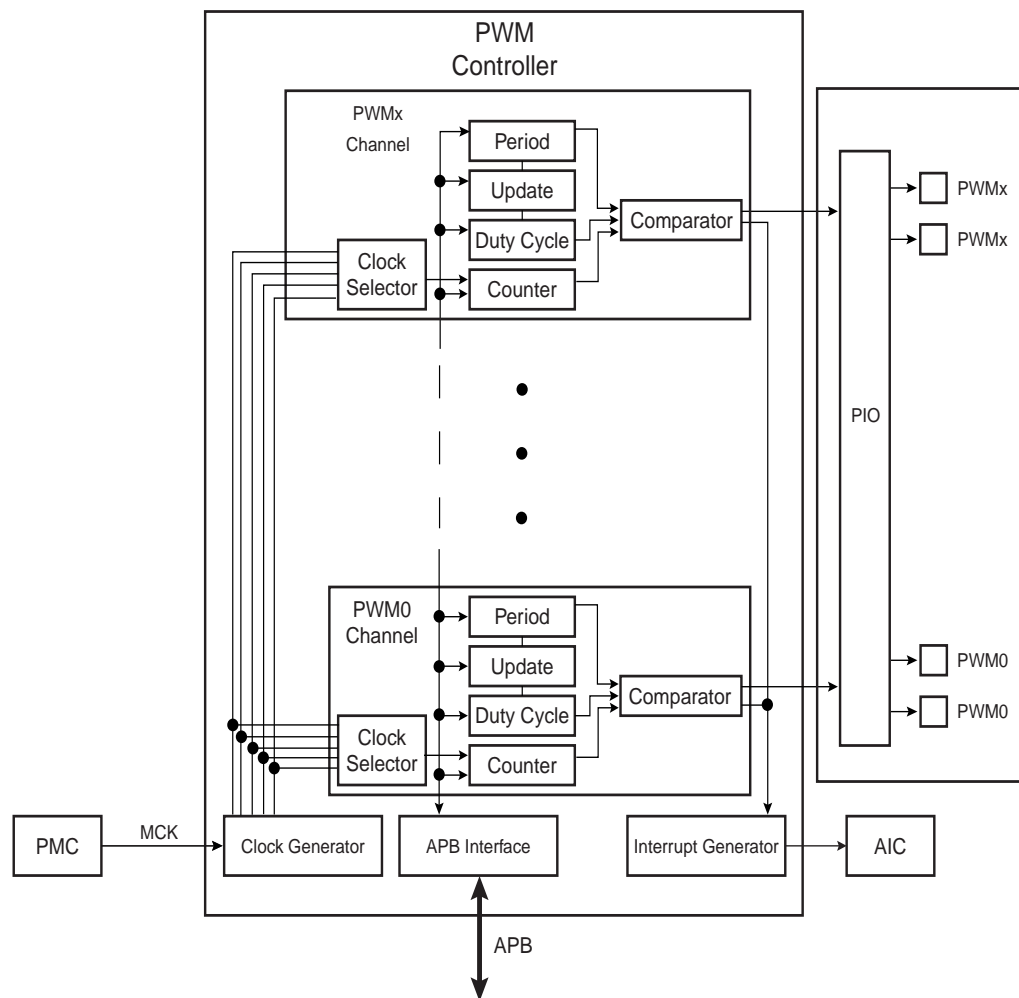 PWM
Controller
PWMx
Channel
Period
Update
Duty Cycle
Comparator
Clock
Selector
Counter
PWMx
PWMx
PIO
PWM0
Channel
Period
Update
Duty Cycle
Comparator
Clock
Selector
Counter
PWM0
PWM0
PMC
MCK
Clock Generator
APB Interface
Interrupt Generator
AIC
APB